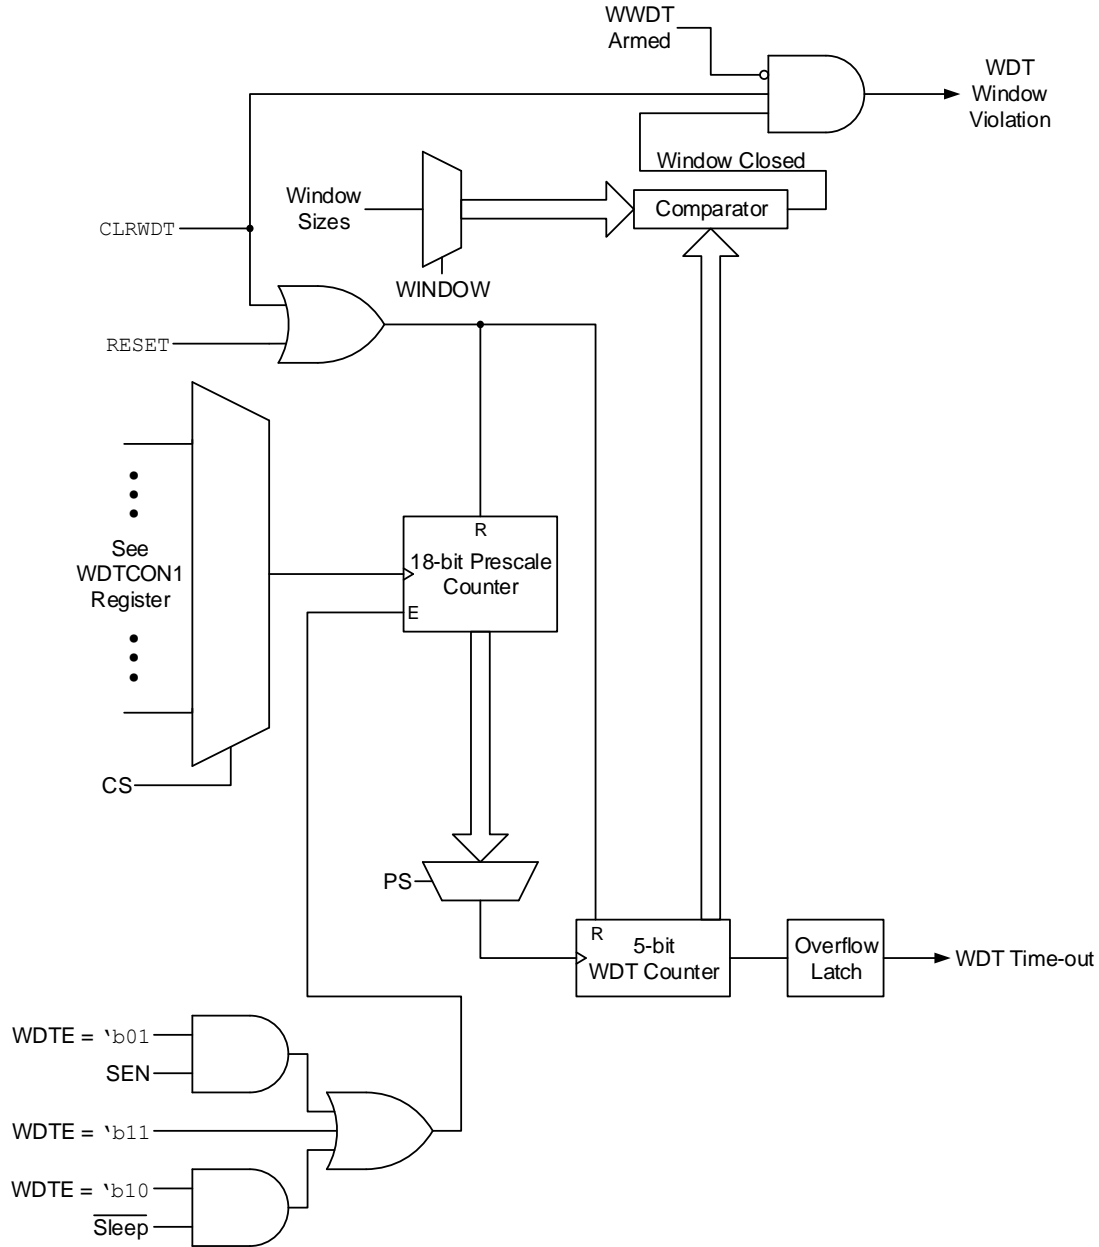 WWDT
Armed
WDT
Window
Violation
Window Closed
Window
Sizes
Comparator
CLRWDT
WINDOW
RESET
R
18-bit Prescale
Counter
E
See
WDTCON1
Register
CS
PS
R
5-bit
WDT Counter
Overflow
Latch
WDT Time-out
WDTE = ‘b01
SEN
WDTE = ‘b11
WDTE = ‘b10
Sleep